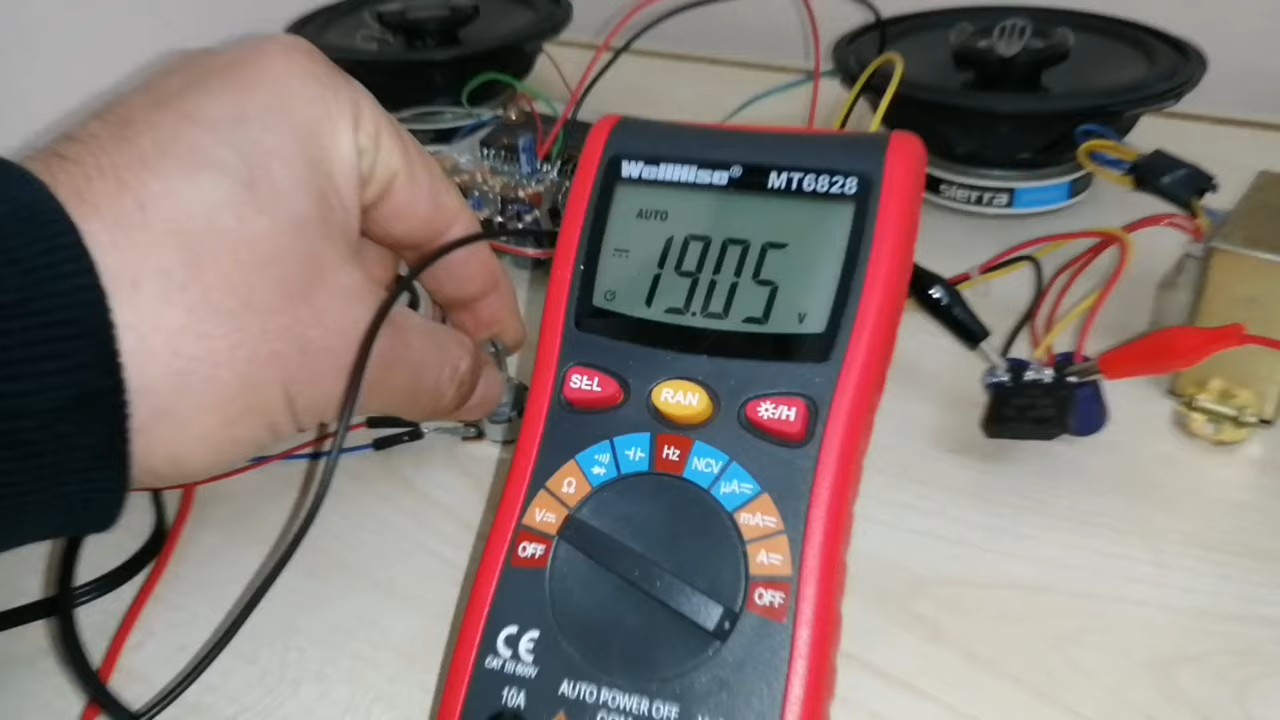 WellHise® MT6828
AUTO
19.05
V
SEL
RAN
/H
Hz
NCV
Ω
µA
V
mA
OFF
A
OFF
CE
CAT III 600V
10A
AUTO POWER OFF
COM
sierra